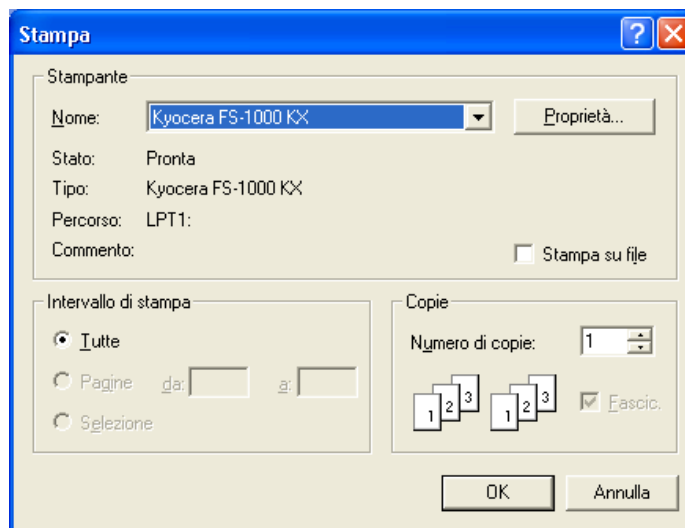 Stampa
Stampante
Nome: Kyocera FS-1000 KX Proprietà...
Stato: Pronta
Tipo: Kyocera FS-1000 KX
Percorso: LPT1:
Commento: Stampa su file
Intervallo di stampa
Tutte
Pagine da: a:
Selezione
Copie
Numero di copie: 1
1 2 3 1 2 3 Fascic.
OK Annulla